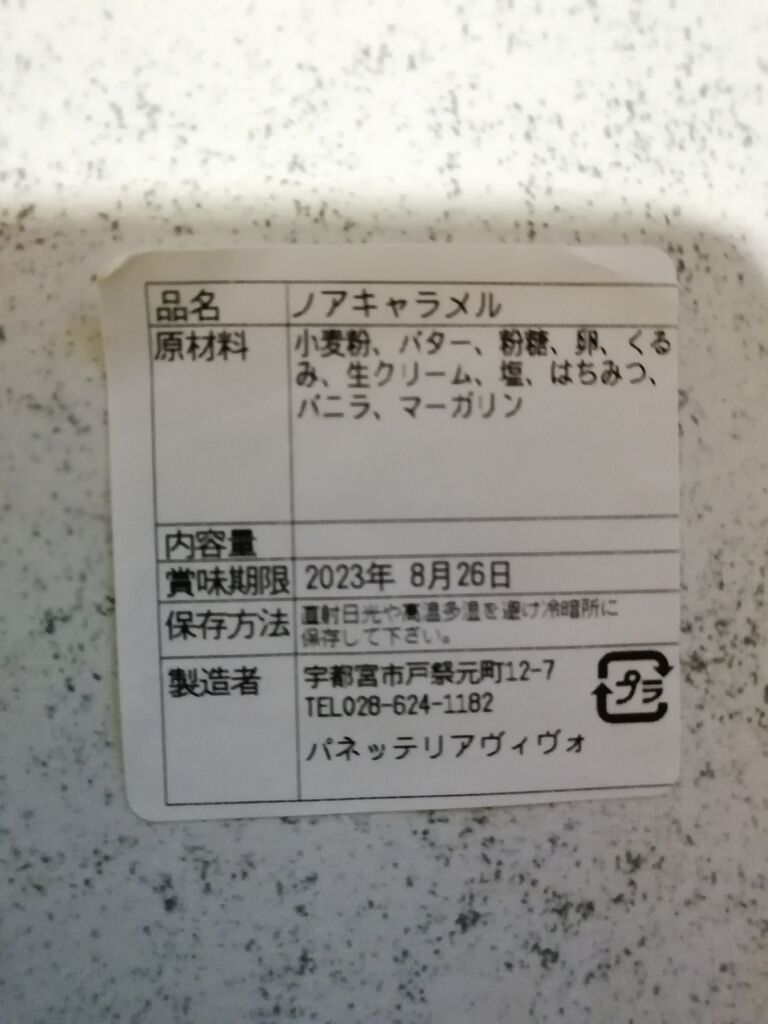 品名 ノアキャラメル
原材料 小麦粉、バター、粉糖、卵、くる
み、生クリーム、塩、はちみつ、
バニラ、マーガリン
内容量
賞味期限 2023年 8月26日
保存方法 直射日光や高温多湿を避け冷暗所に
保存して下さい。
製造者 宇都宮市戸祭元町12-7
TEL028-624-1182
プラ
パネッテリアヴィヴォ